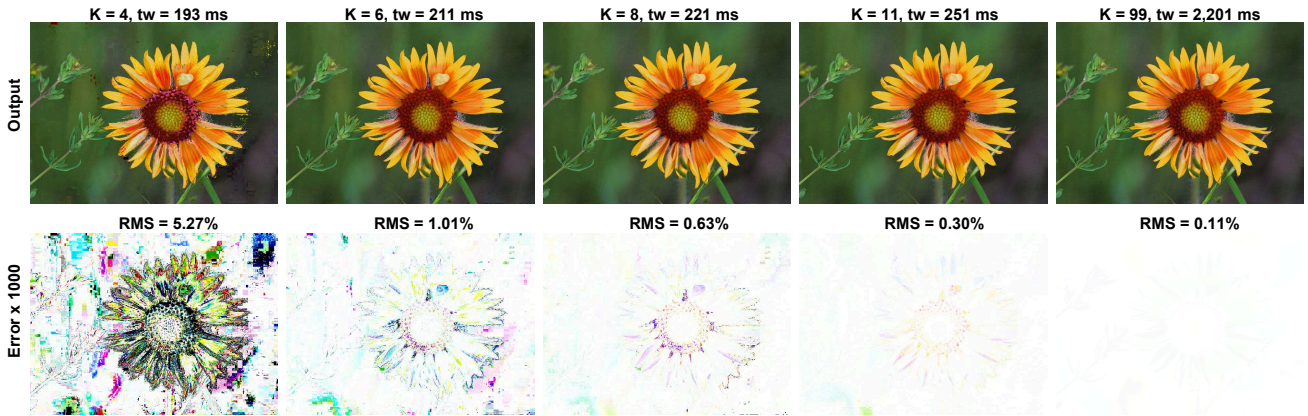 K = 4, tw = 193 ms
K = 6, tw = 211 ms
K = 8, tw = 221 ms
K = 11, tw = 251 ms
K = 99, tw = 2,201 ms
Output
RMS = 5.27%
RMS = 1.01%
RMS = 0.63%
RMS = 0.30%
RMS = 0.11%
Error x 1000